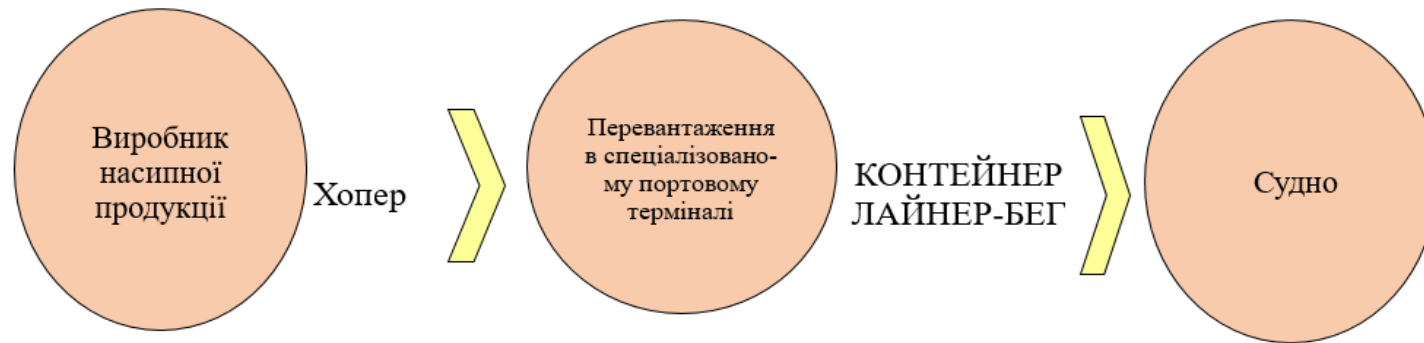 Виробник
насипної
продукції
Хопер
Перевантаження
в спеціалізовано-
му портовому
терміналі
КОНТЕЙНЕР
ЛАЙНЕР-БЕГ
Судно